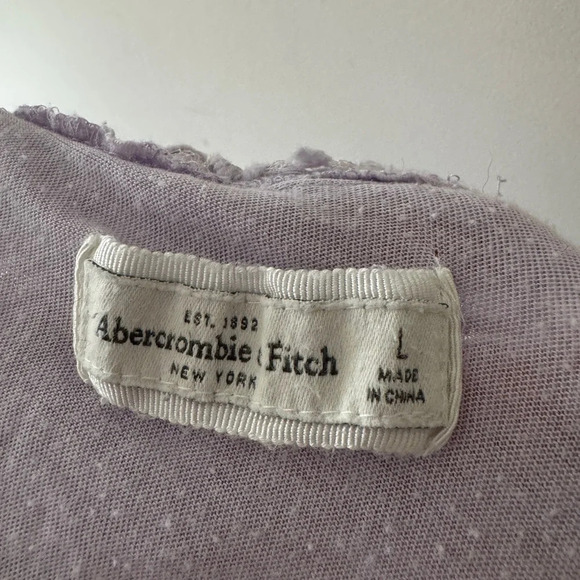 EST. 1892
Abercrombie & Fitch
NEW YORK
L
MADE
IN CHINA